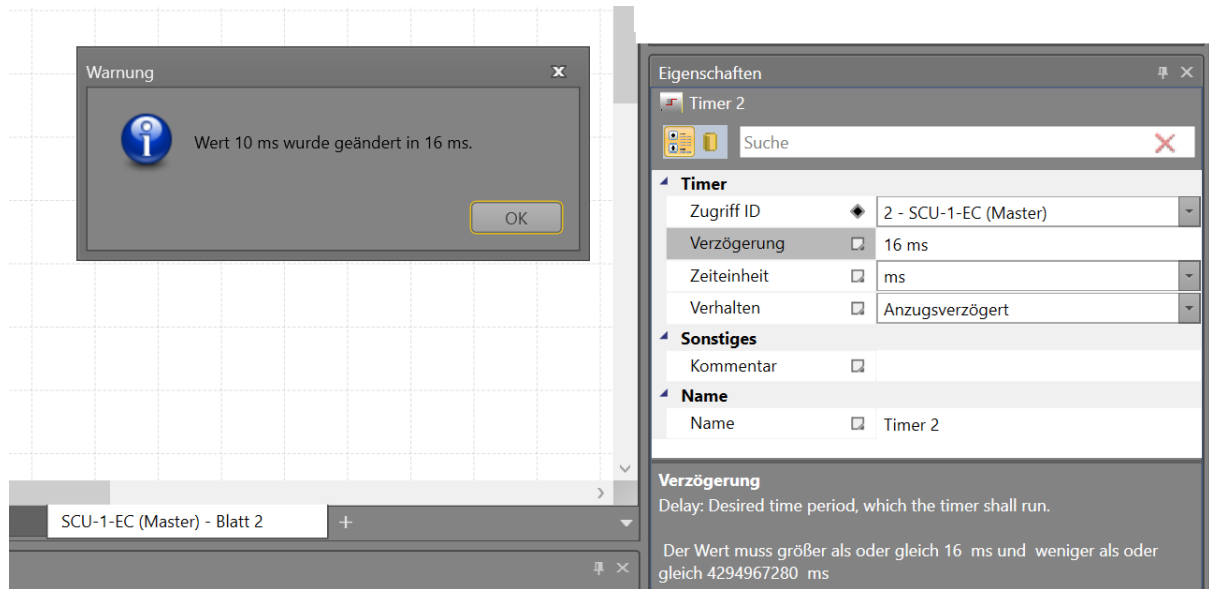 Warnung
Wert 10 ms wurde geändert in 16 ms.
OK
SCU-1-EC (Master) - Blatt 2
Eigenschaften
Timer 2
Suche
Timer
Zugriff ID 2 - SCU-1-EC (Master)
Verzögerung 16 ms
Zeiteinheit ms
Verhalten Anzugsverzögert
Sonstiges
Kommentar
Name
Name Timer 2
Verzögerung
Delay: Desired time period, which the timer shall run.
Der Wert muss größer als oder gleich 16 ms und weniger als oder
gleich 4294967280 ms